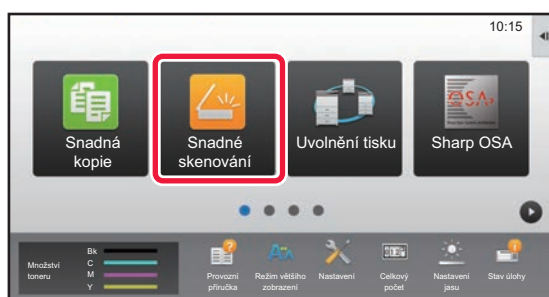 10:15
Snadná
kopie
Snadné
skenování
Uvolnění tisku
OSA
Sharp OSA
Množství
toneru
Bk
C
M
Y
Provozní
příručka
Režim většího
zobrazení
Nastavení
Celkový
počet
Nastavení
jasu
Stav úlohy